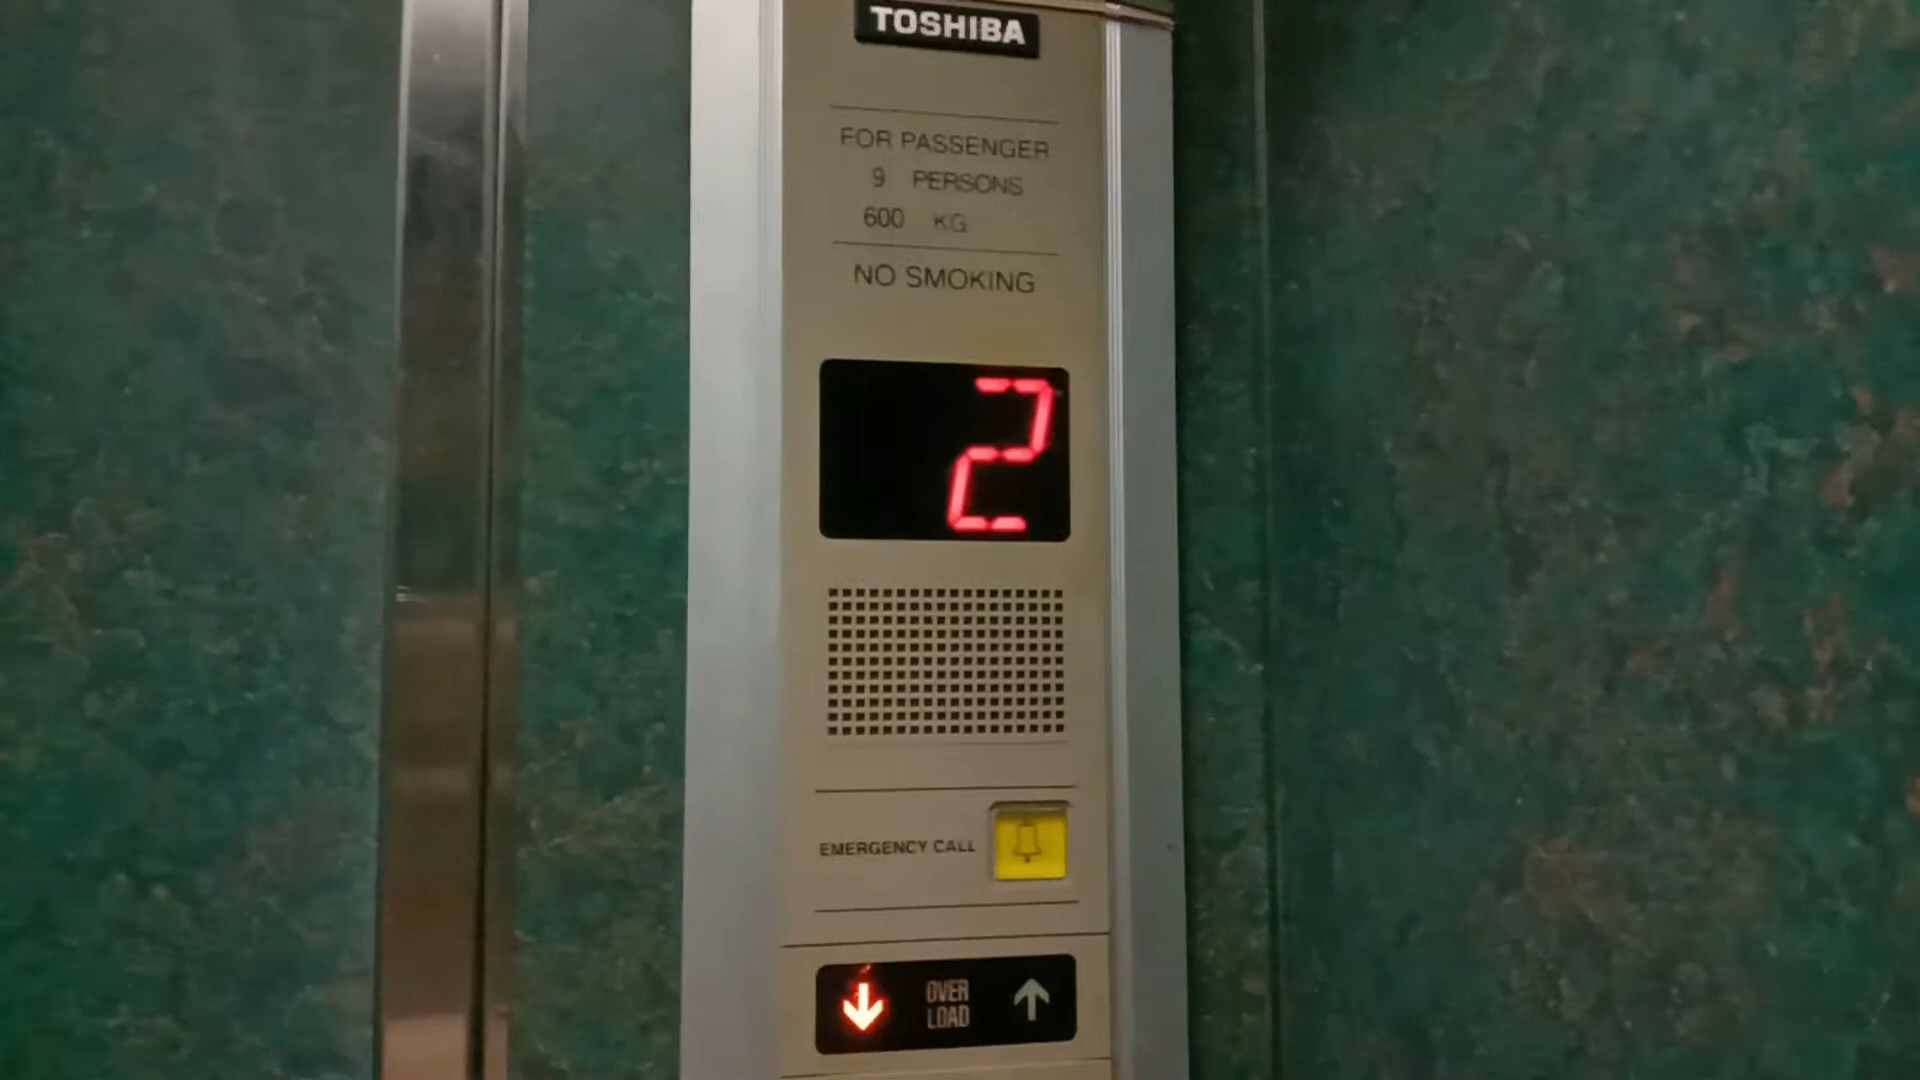 TOSHIBA
FOR PASSENGER
9 PERSONS
600 KG
NO SMOKING
2
EMERGENCY CALL
OVER
LOAD